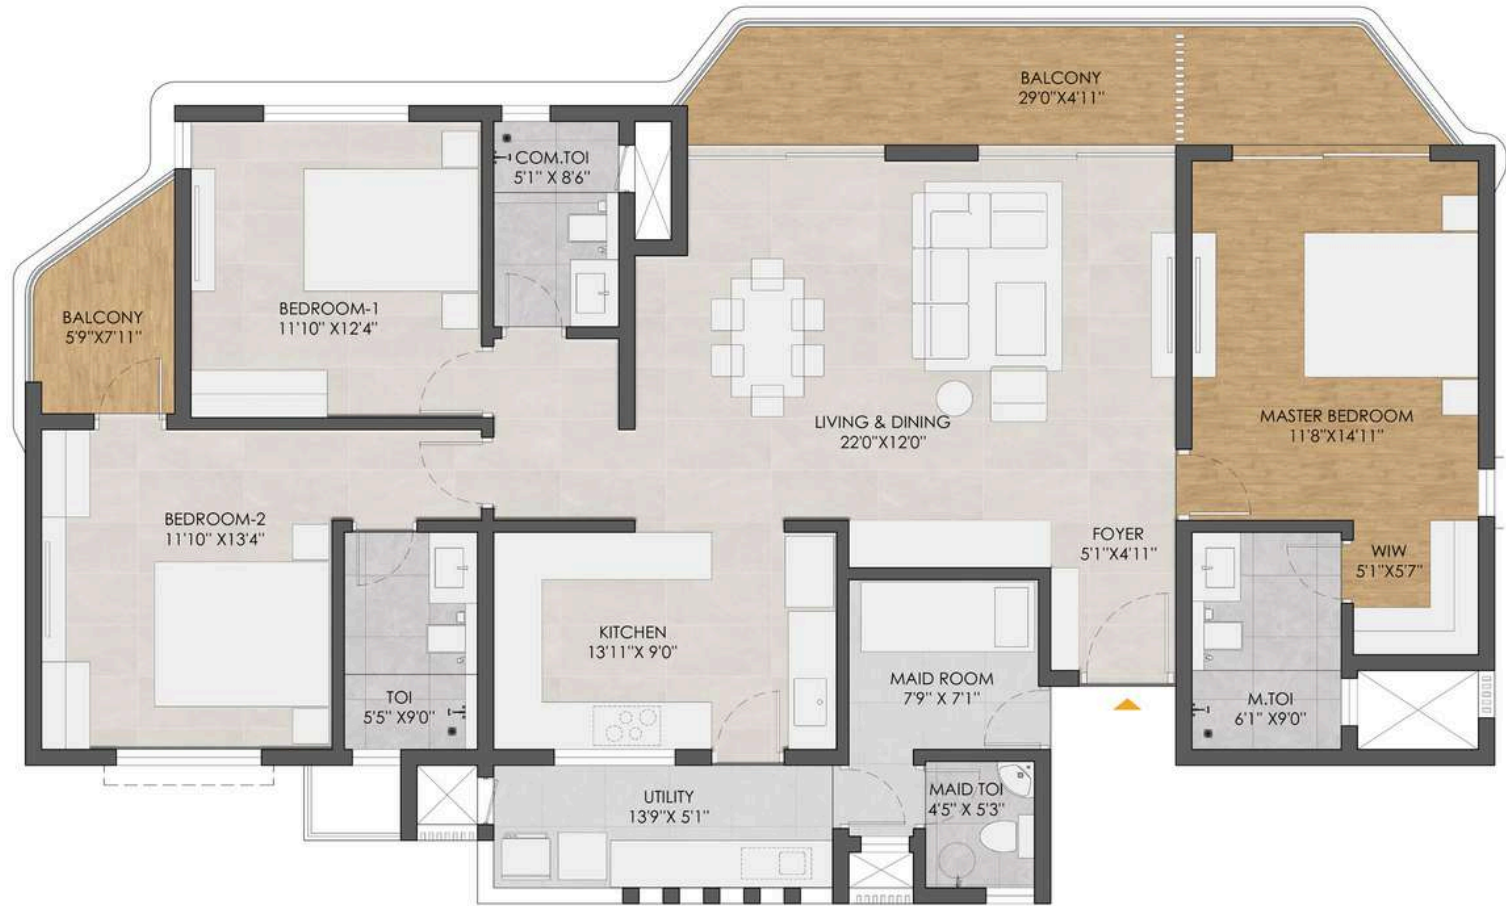 BALCONY
29'0"X4'11"
COM.TOI
5'1" X 8'6"
BEDROOM-1
11'10" X12'4"
BALCONY
5'9"X7'11"
LIVING & DINING
22'0"X12'0"
MASTER BEDROOM
11'8"X14'11"
BEDROOM-2
11'10" X13'4"
FOYER
5'1"X4'11"
WIW
5'1"X5'7"
KITCHEN
13'11"X 9'0"
MAID ROOM
7'9" X 7'1"
TOI
5'5" X9'0"
M.TOI
6'1" X9'0"
UTILITY
13'9"X 5'1"
MAID TOI
4'5" X 5'3"